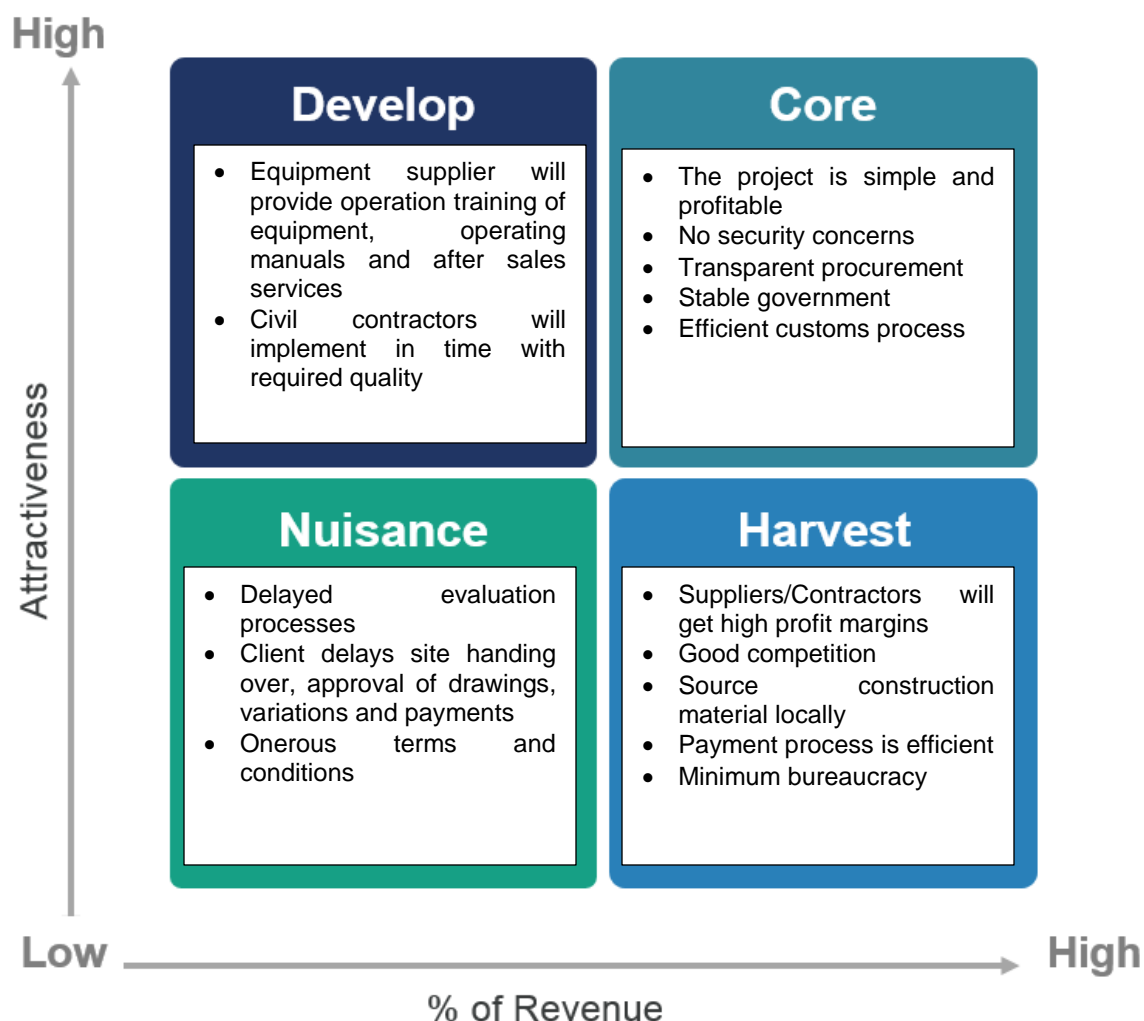 High
Develop
• Equipment supplier will
provide operation training of
equipment, operating
manuals and after sales
services
• Civil contractors will
implement in time with
required quality
Core
• The project is simple and
profitable
• No security concerns
• Transparent procurement
• Stable government
• Efficient customs process
Attractiveness
Nuisance
• Delayed evaluation
processes
• Client delays site handing
over, approval of drawings,
variations and payments
• Onerous terms and
conditions
Harvest
• Suppliers/Contractors will
get high profit margins
• Good competition
• Source construction
material locally
• Payment process is efficient
• Minimum bureaucracy
Low
High
% of Revenue